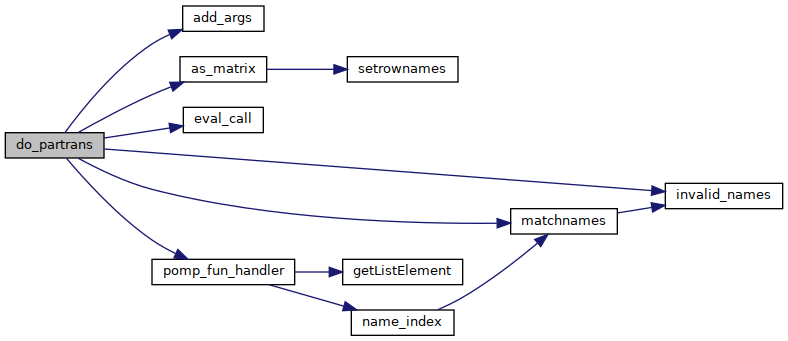 add_args
as_matrix
setrownames
eval_call
do_partrans
invalid_names
matchnames
pomp_fun_handler
getListElement
name_index